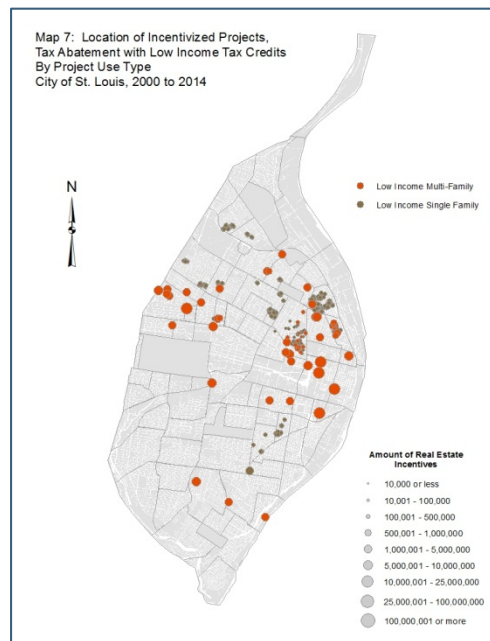 Map 7:  Location of Incentivized Projects,
Tax Abatement with Low Income Tax Credits
By Project Use Type
City of St. Louis, 2000 to 2014
N
Low Income Multi-Family
Low Income Single Family
Amount of Real Estate
Incentives
10,000 or less
10,001 - 100,000
100,001 - 500,000
500,001 - 1,000,000
1,000,001 - 5,000,000
5,000,001 - 10,000,000
10,000,001 - 25,000,000
25,000,001 - 100,000,000
100,000,001 or more